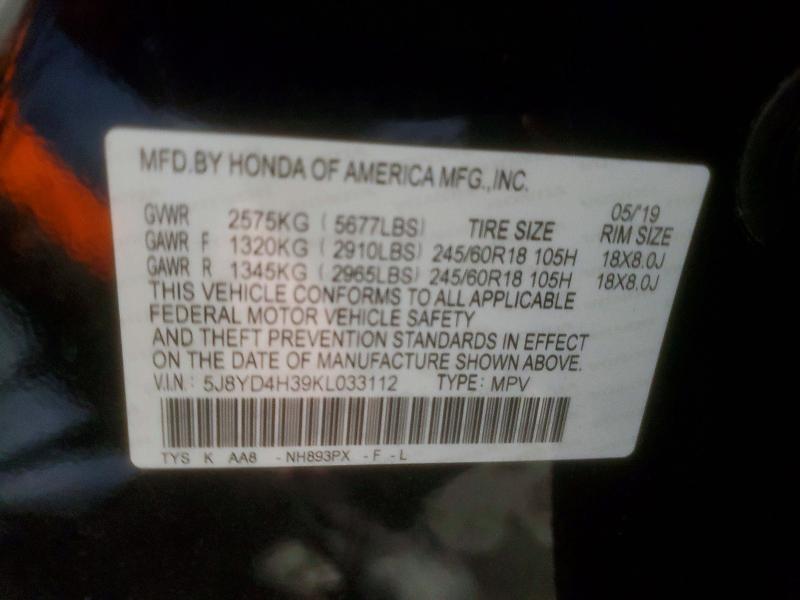 MFD.BY HONDA OF AMERICA MFG.,INC.
05/'19
GVWR 2575KG ( 5677LBS) TIRE SIZE RIM SIZE
GAWR F 1320KG ( 2910LBS) 245/60R18 105H 18X8.0J
GAWR R 1345KG ( 2965LBS) 245/60R18 105H 18X8.0J
THIS VEHICLE CONFORMS TO ALL APPLICABLE
FEDERAL MOTOR VEHICLE SAFETY
AND THEFT PREVENTION STANDARDS IN EFFECT
ON THE DATE OF MANUFACTURE SHOWN ABOVE.
V.I.N.: 5J8YD4H39KL033112 TYPE: MPV
TYS K AA8 - NH893PX - F - L